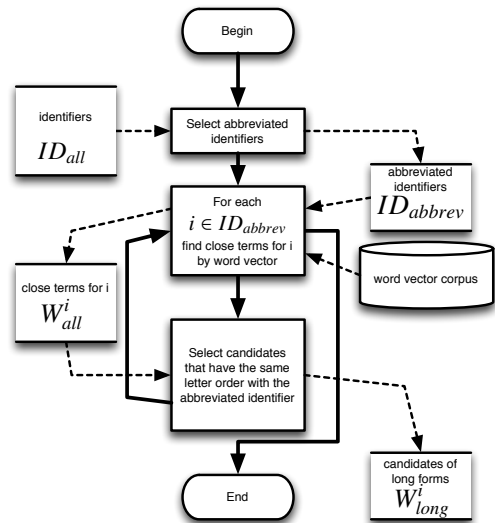 Begin
identifiers
ID_all
Select abbreviated
identifiers
abbreviated
identifiers
ID_abbrev
For each
i ∈ ID_abbrev
find close terms for i
by word vector
word vector corpus
close terms for i
W^i_all
Select candidates
that have the same
letter order with the
abbreviated identifier
candidates of
long forms
W^i_long
End